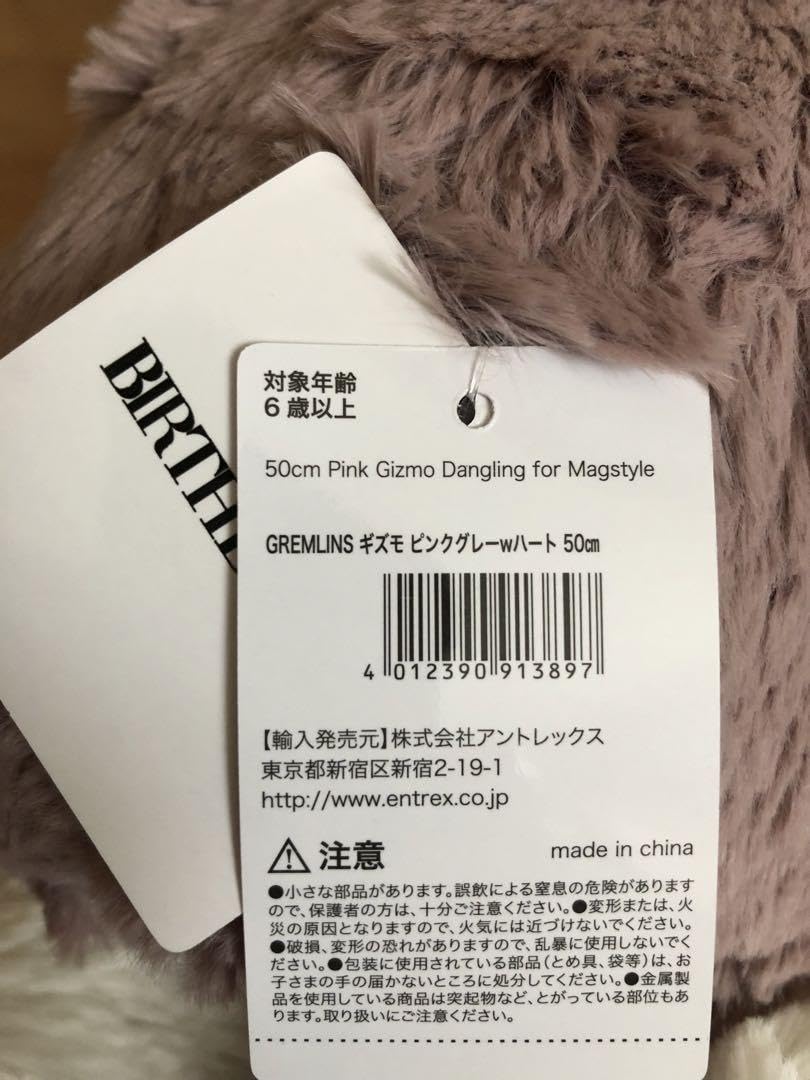 BIRTH
対象年齢
6歳以上
50cm Pink Gizmo Dangling for Magstyle
GREMLINS ギズモ ピンクグレーwハート 50㎝
4 012390 913897
【輸入発売元】株式会社アントレックス
東京都新宿区新宿2-19-1
http://www.entrex.co.jp
注意
made in china
●小さな部品があります。誤飲による窒息の危険があります
ので、保護者の方は、十分ご注意ください。●変形または、火
災の原因となりますので、火気には近づけないでください。
●破損、変形の恐れがありますので、乱暴に使用しないでく
ださい。●包装に使用されている部品(とめ具、袋等)は、お
子さまの手の届かないところに処分してください。●金属製
品を使用している商品は突起物など、とがっている部位もあ
ります。取り扱いにご注意ください。